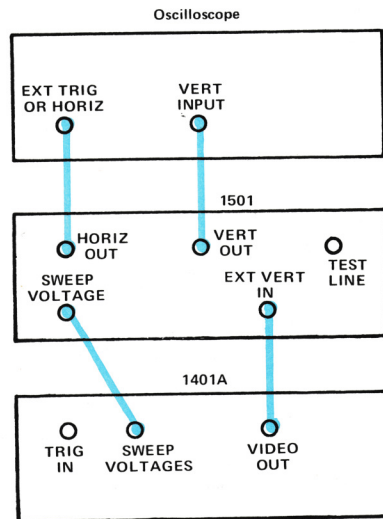 Oscilloscope
EXT TRIG
OR HORIZ
VERT
INPUT
1501
HORIZ
OUT
VERT
OUT
TEST
LINE
SWEEP
VOLTAGE
EXT VERT
IN
1401A
TRIG
IN
SWEEP
VOLTAGES
VIDEO
OUT